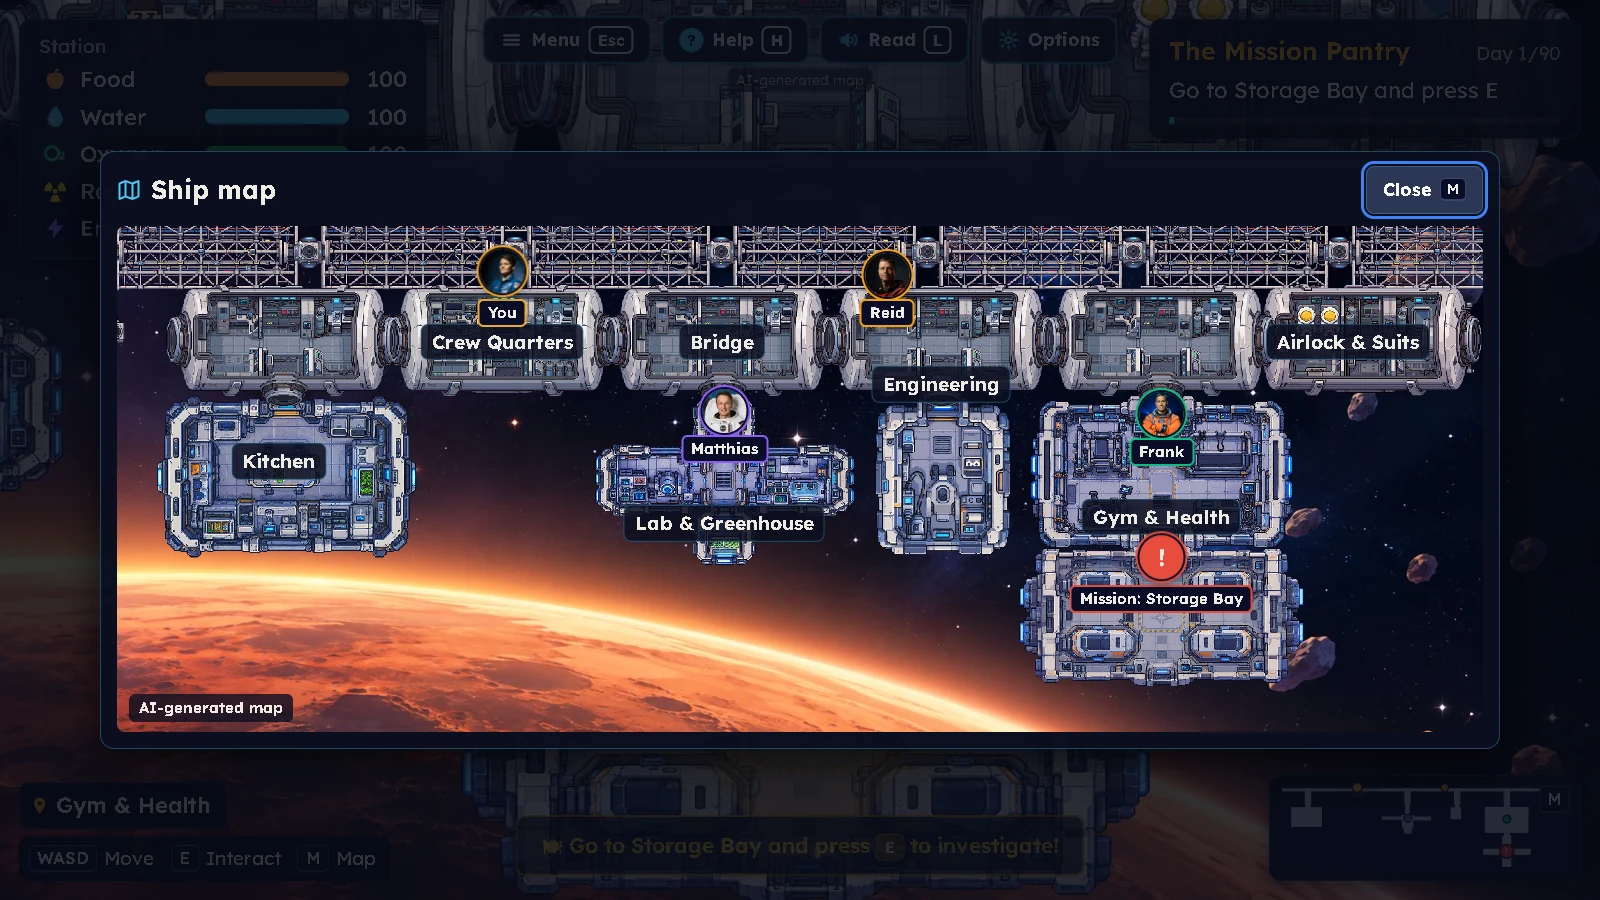 Station
Food 100
Water 100
Menu Esc
Help H
Read L
Options
AI-generated map
The Mission Pantry Day 1/90
Go to Storage Bay and press E
Ship map
Close M
You
Crew Quarters
Bridge
Reid
Engineering
Airlock & Suits
Kitchen
Matthias
Lab & Greenhouse
Frank
Gym & Health
!
Mission: Storage Bay
AI-generated map
Gym & Health
WASD Move E Interact M Map
Go to Storage Bay and press E to investigate!
M